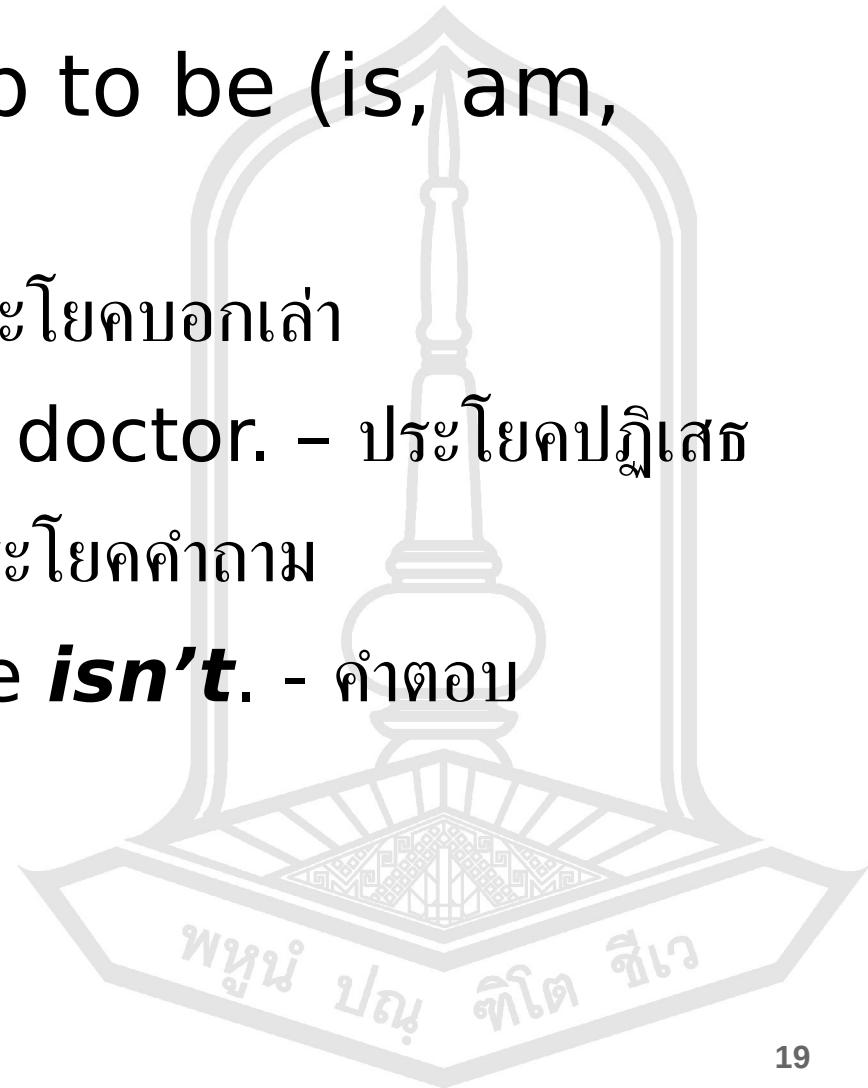 to be (is, am,
ะโยคบอกเล่า
doctor. – ประโยคปฏิเสธ
ะโยคคำถาม
e isn’t. - คำตอบ
พหูนํ ปณฺ ฑิโต ชีเว
19